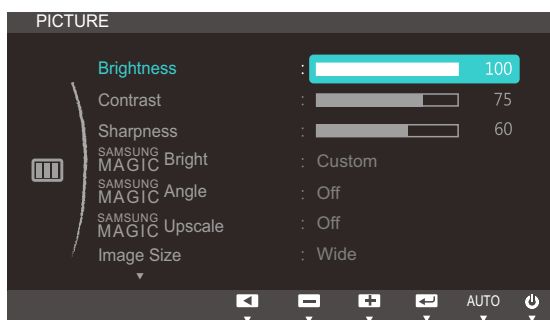 PICTURE
Brightness : 100
Contrast : 75
Sharpness : 60
SAMSUNG MAGIC Bright : Custom
SAMSUNG MAGIC Angle : Off
SAMSUNG MAGIC Upscale : Off
Image Size : Wide
AUTO